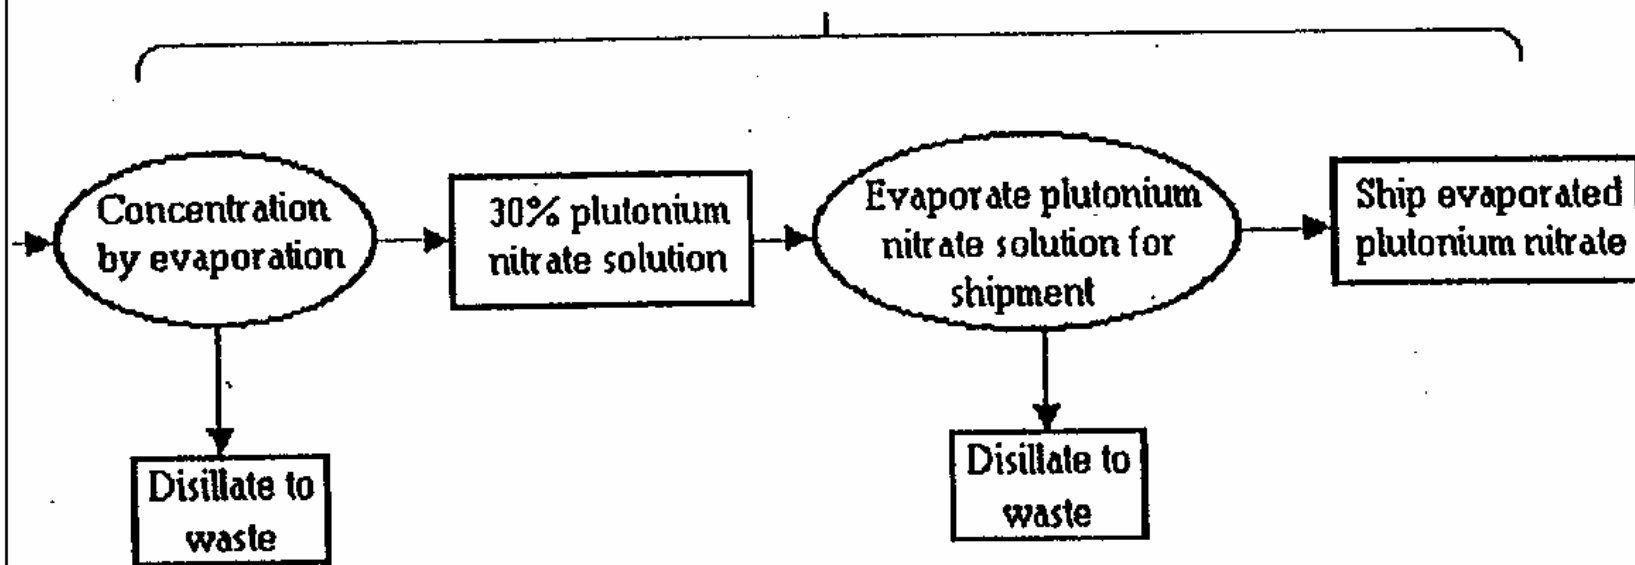 Concentration
by evaporation
30% plutonium
nitrate solution
Evaporate plutonium
nitrate solution for
shipment
Ship evaporated
plutonium nitrate
Disillate to
waste
Disillate to
waste